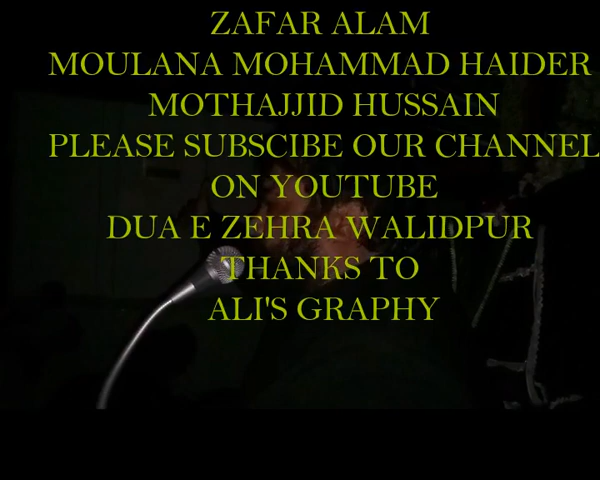 ZAFAR ALAM
MOULANA MOHAMMAD HAIDER
MOTHAJJID HUSSAIN
PLEASE SUBSCIBE OUR CHANNEL
ON YOUTUBE
DUA E ZEHRA WALIDPUR
THANKS TO
ALI'S GRAPHY